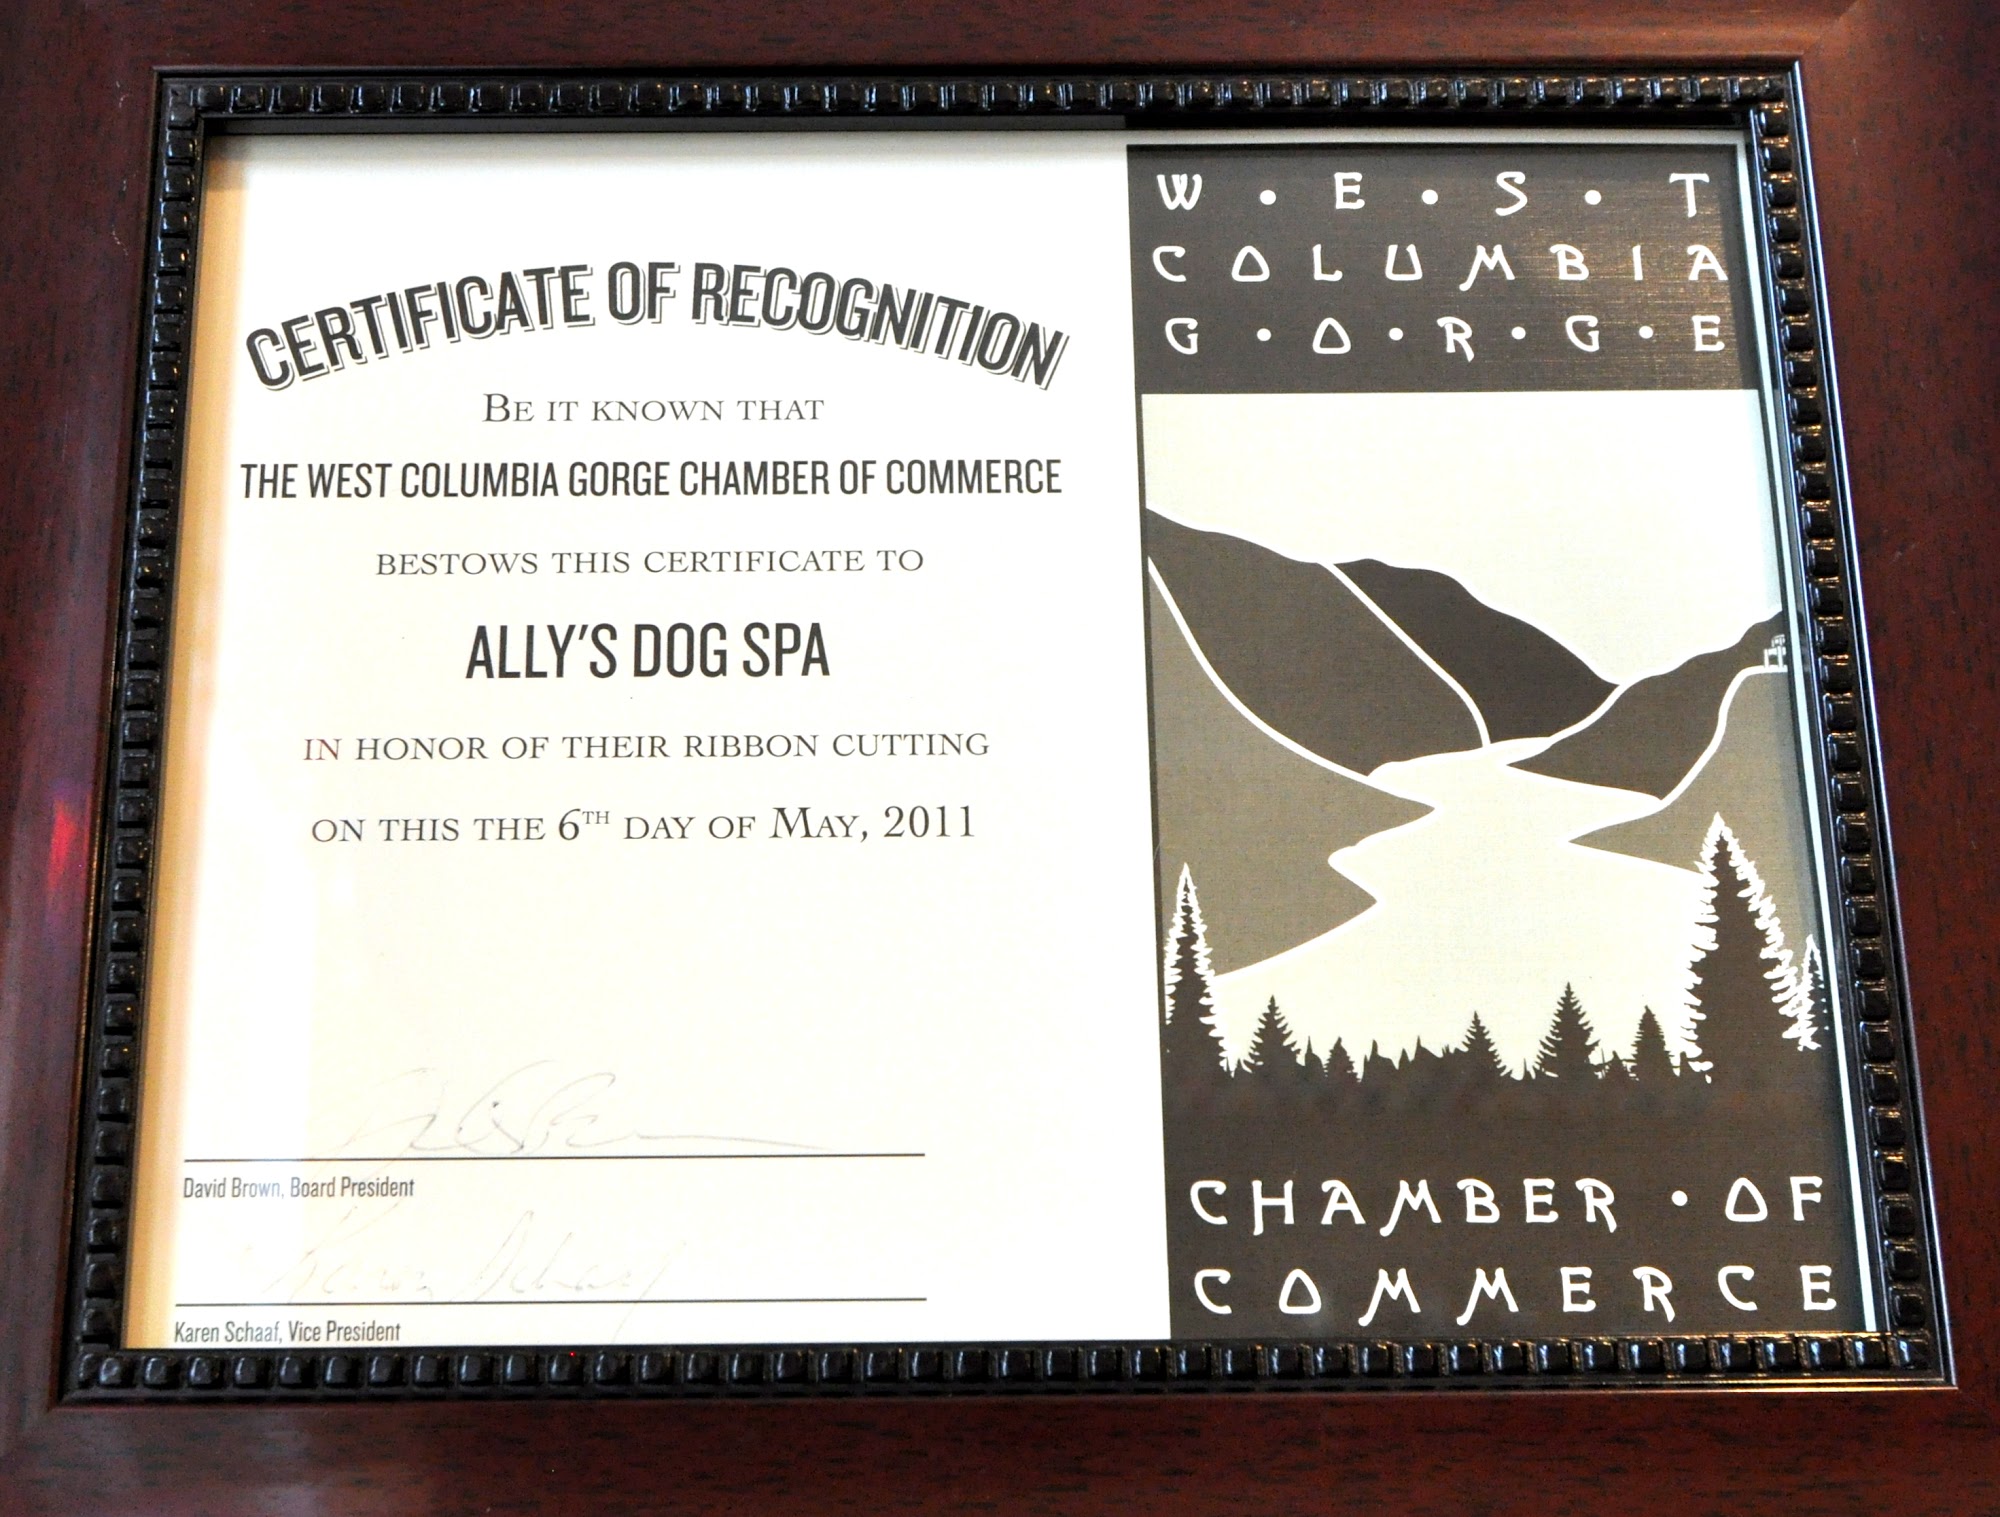 CERTIFICATE OF RECOGNITION
BE IT KNOWN THAT
THE WEST COLUMBIA GORGE CHAMBER OF COMMERCE
BESTOWS THIS CERTIFICATE TO
ALLY'S DOG SPA
IN HONOR OF THEIR RIBBON CUTTING
ON THIS THE 6TH DAY OF MAY, 2011
David Brown, Board President
Karen Schaaf
Karen Schaaf, Vice President
W • E • S • T
COLUMBIA
G • O • R • G • E
CHAMBER • OF
COMMERCE